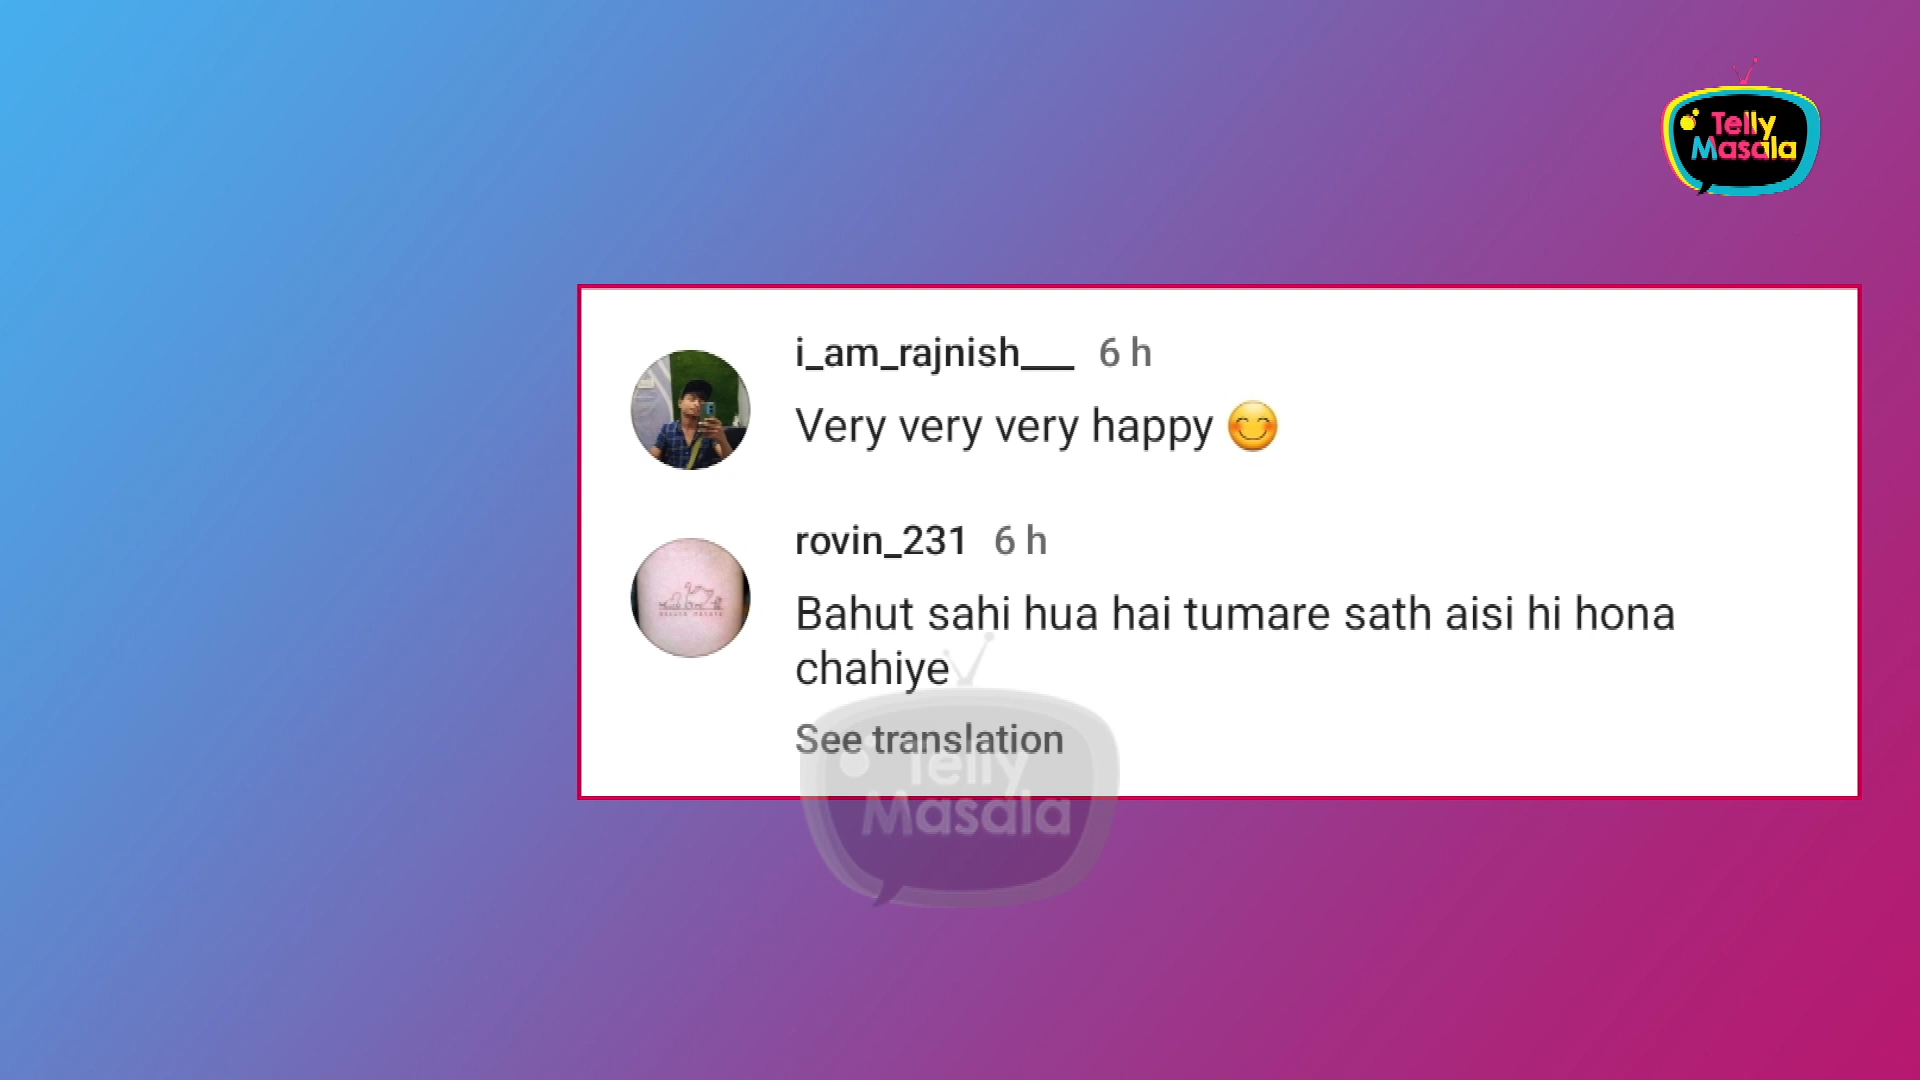 Telly
Masala
i_am_rajnish___ 6 h
Very very very happy 😊
rovin_231 6 h
Bahut sahi hua hai tumare sath aisi hi hona
chahiye
See translation
Telly
Masala